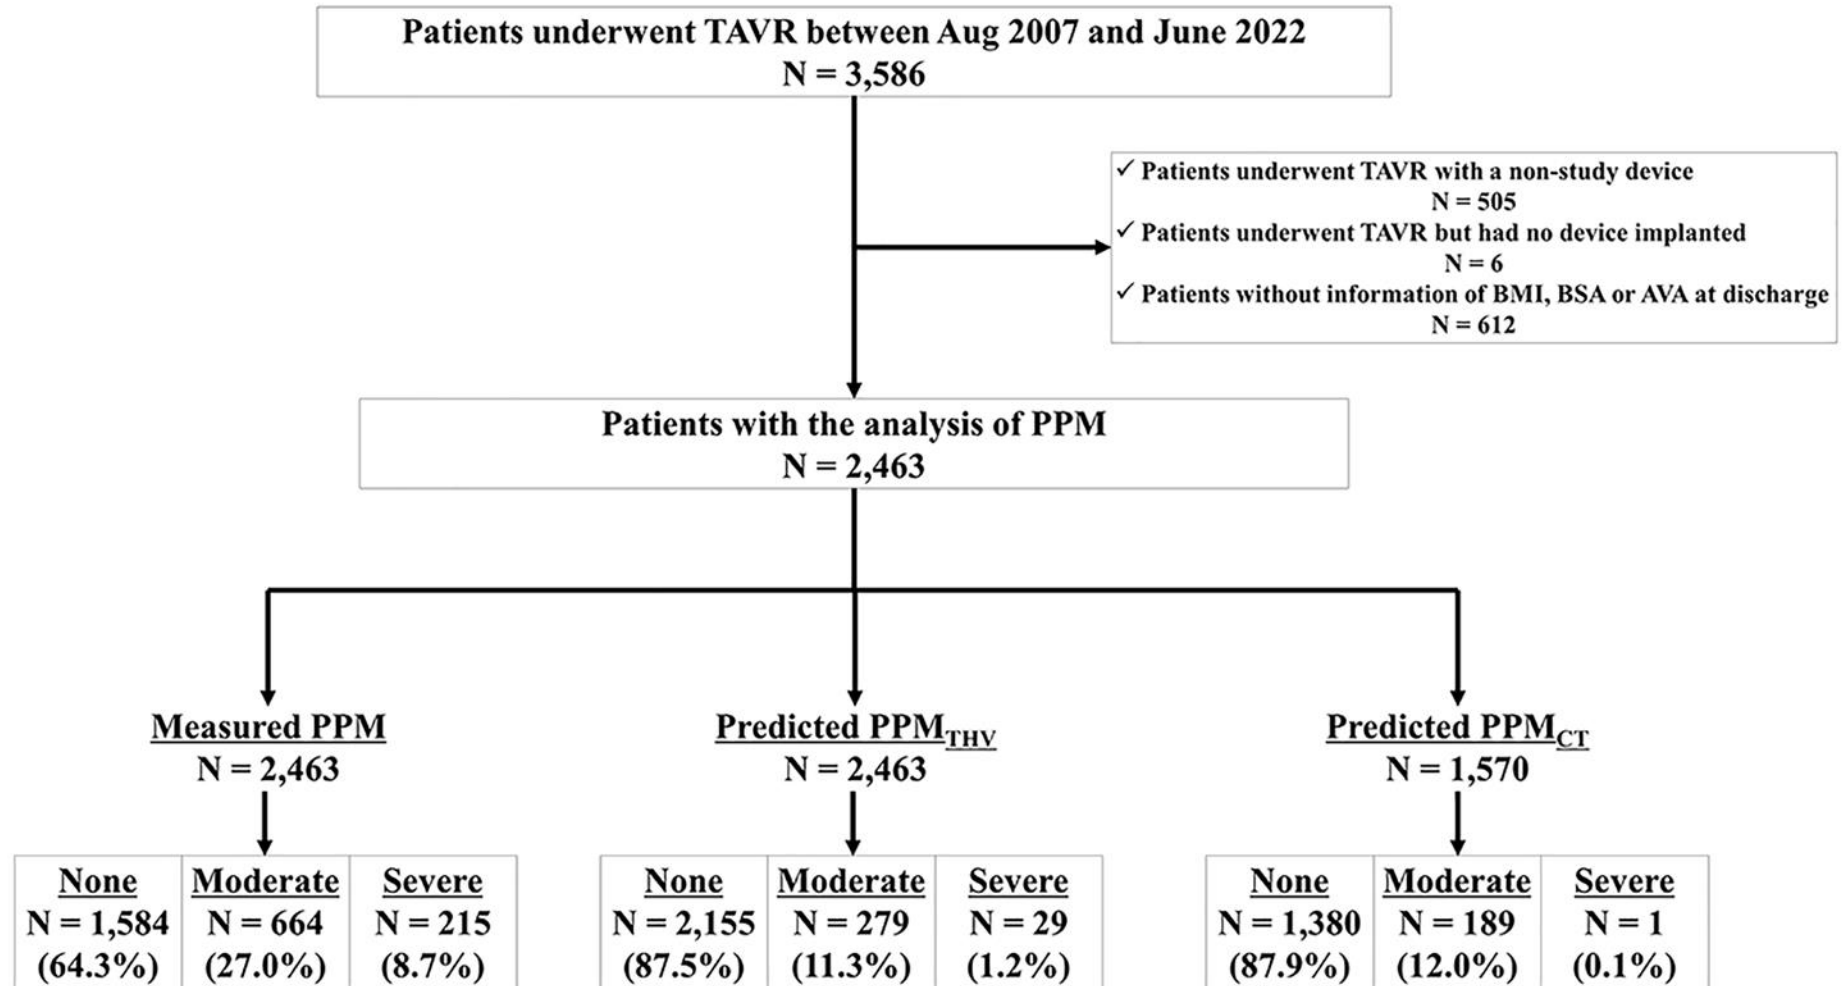 Patients underwent TAVR between Aug 2007 and June 2022
N = 3,586
✓ Patients underwent TAVR with a non-study device
N = 505
✓ Patients underwent TAVR but had no device implanted
N = 6
✓ Patients without information of BMI, BSA or AVA at discharge
N = 612
Patients with the analysis of PPM
N = 2,463
Measured PPM
N = 2,463
None
N = 1,584
(64.3%)
Moderate
N = 664
(27.0%)
Severe
N = 215
(8.7%)
Predicted PPMTHV
N = 2,463
None
N = 2,155
(87.5%)
Moderate
N = 279
(11.3%)
Severe
N = 29
(1.2%)
Predicted PPMCT
N = 1,570
None
N = 1,380
(87.9%)
Moderate
N = 189
(12.0%)
Severe
N = 1
(0.1%)